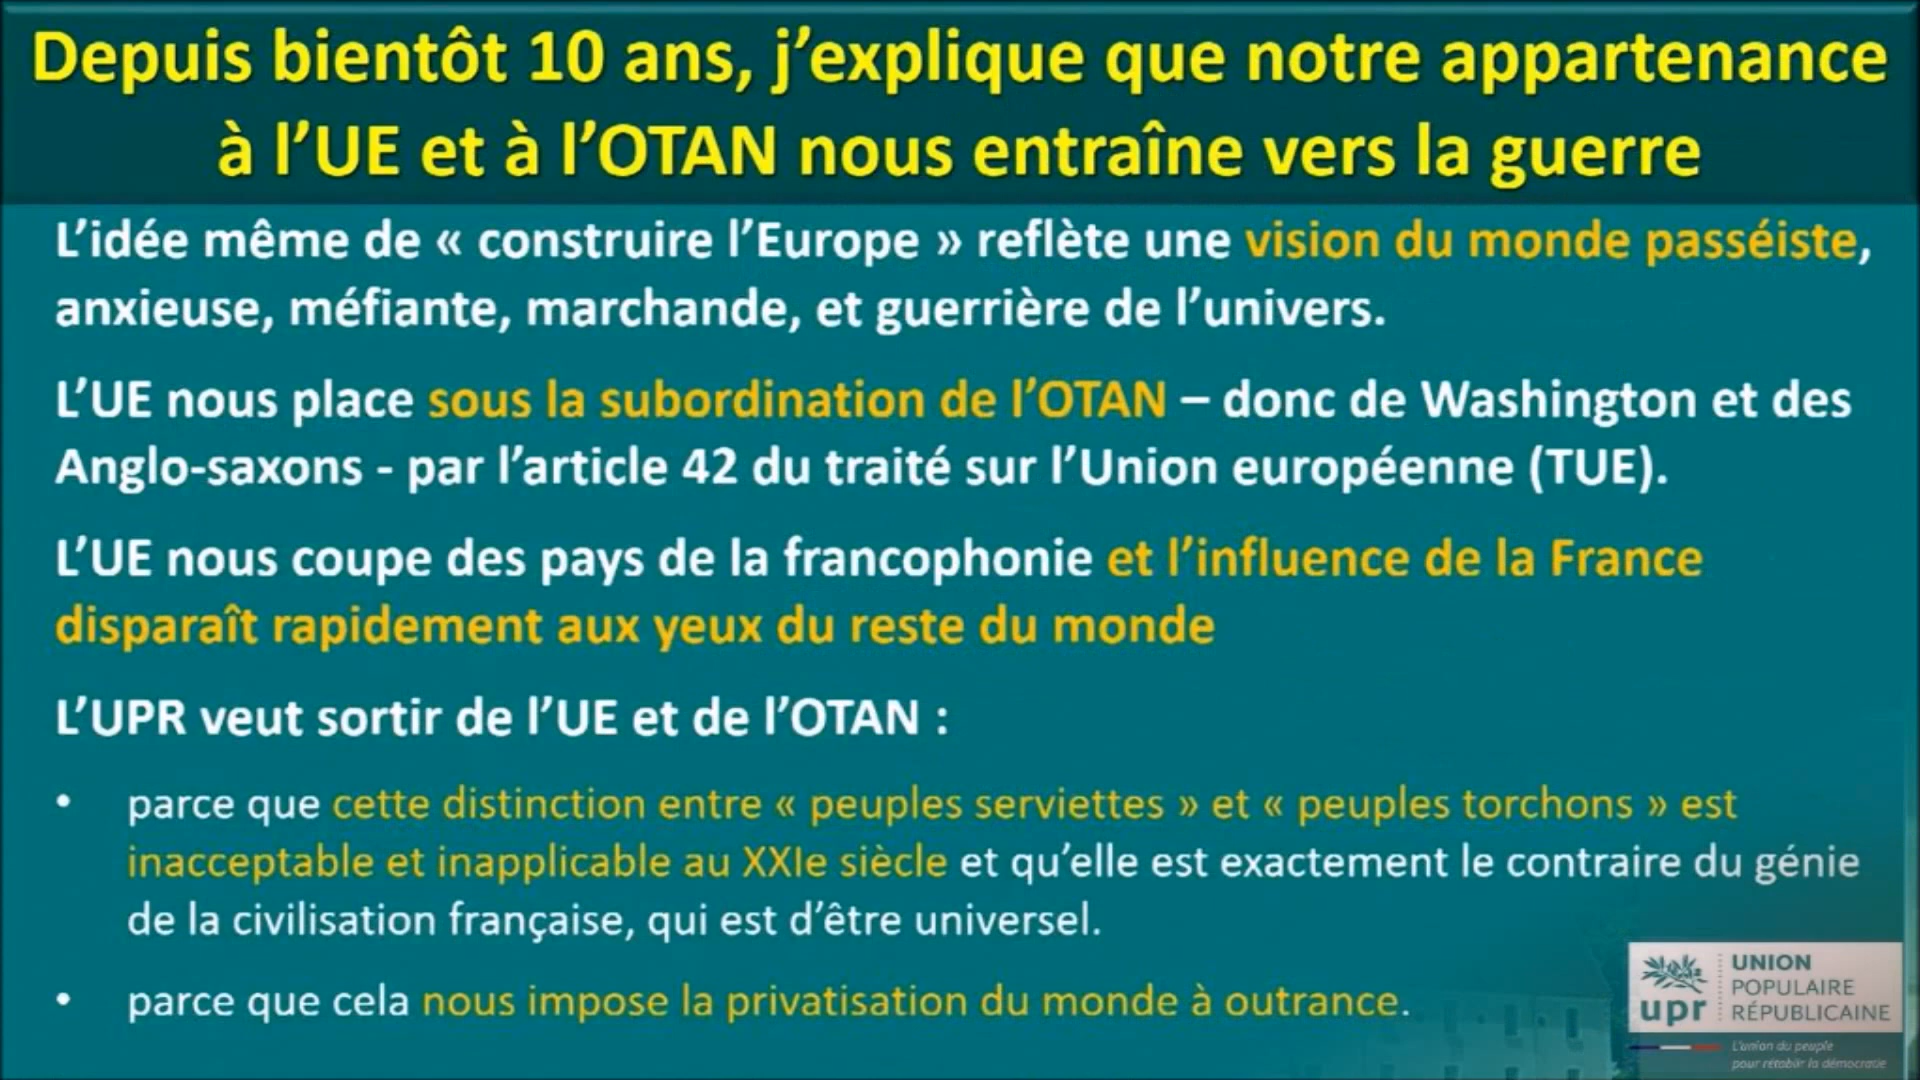 Depuis bientôt 10 ans, j’explique que notre appartenance
à l’UE et à l’OTAN nous entraîne vers la guerre
L’idée même de « construire l’Europe » reflète une vision du monde passéiste,
anxieuse, méfiante, marchande, et guerrière de l’univers.
L’UE nous place sous la subordination de l’OTAN – donc de Washington et des
Anglo-saxons - par l’article 42 du traité sur l’Union européenne (TUE).
L’UE nous coupe des pays de la francophonie et l’influence de la France
disparaît rapidement aux yeux du reste du monde
L’UPR veut sortir de l’UE et de l’OTAN :
• parce que cette distinction entre « peuples serviettes » et « peuples torchons » est
inacceptable et inapplicable au XXIe siècle et qu’elle est exactement le contraire du génie
de la civilisation française, qui est d’être universel.
• parce que cela nous impose la privatisation du monde à outrance.
upr
UNION
POPULAIRE
RÉPUBLICAINE
L'union du peuple
pour rétablir la démocratie